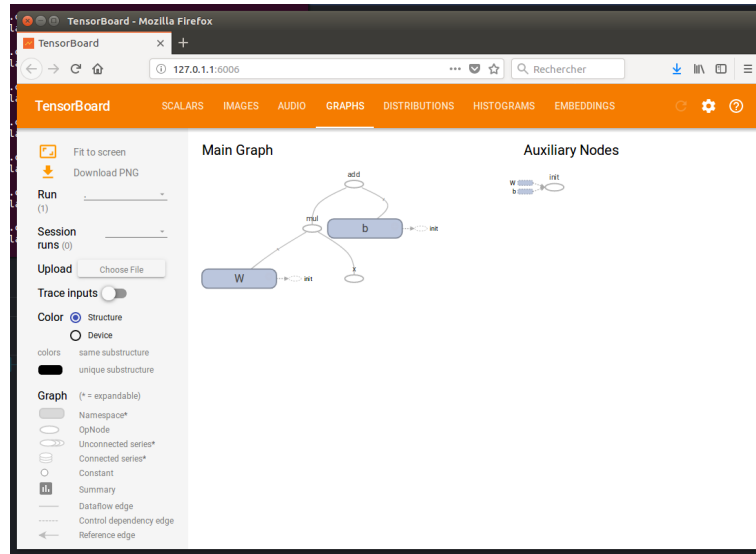 TensorBoard - Mozilla Firefox
TensorBoard × +
127.0.1.1:6006 ••• Rechercher
TensorBoard SCALARS IMAGES AUDIO GRAPHS DISTRIBUTIONS HISTOGRAMS EMBEDDINGS
Fit to screen
Download PNG
Run .
(1)
Session
runs (0)
Upload Choose File
Trace inputs
Color Structure
Device
colors same substructure
unique substructure
Graph (* = expandable)
Namespace*
OpNode
Unconnected series*
Connected series*
Constant
Summary
Dataflow edge
Control dependency edge
Reference edge
Main Graph
add
mul
b init
W init
x
Auxiliary Nodes
init
W
b